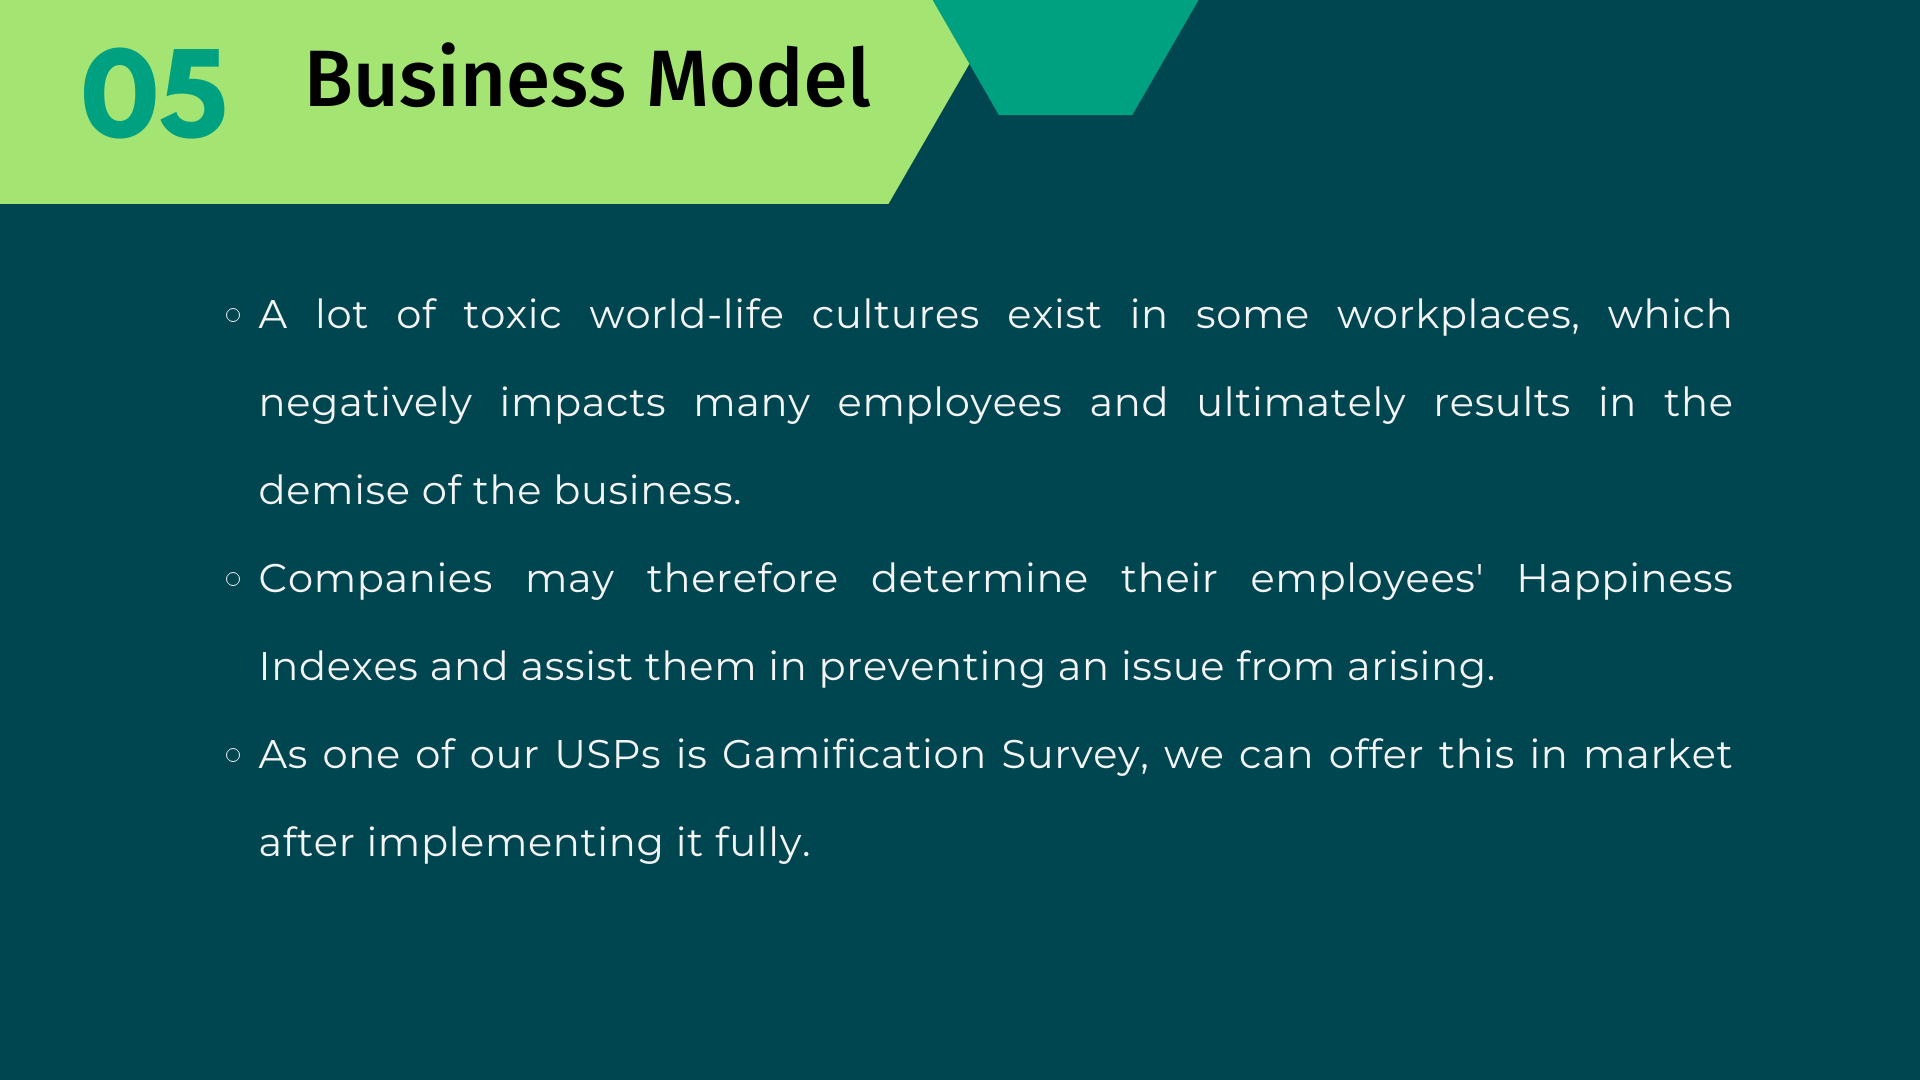 05
Business Model
A lot of toxic world-life cultures exist in some workplaces, which
negatively impacts many employees and ultimately results in the
demise of the business.
Companies may therefore determine their employees' Happiness
Indexes and assist them in preventing an issue from arising.
As one of our USPs is Gamification Survey, we can offer this in market
after implementing it fully.